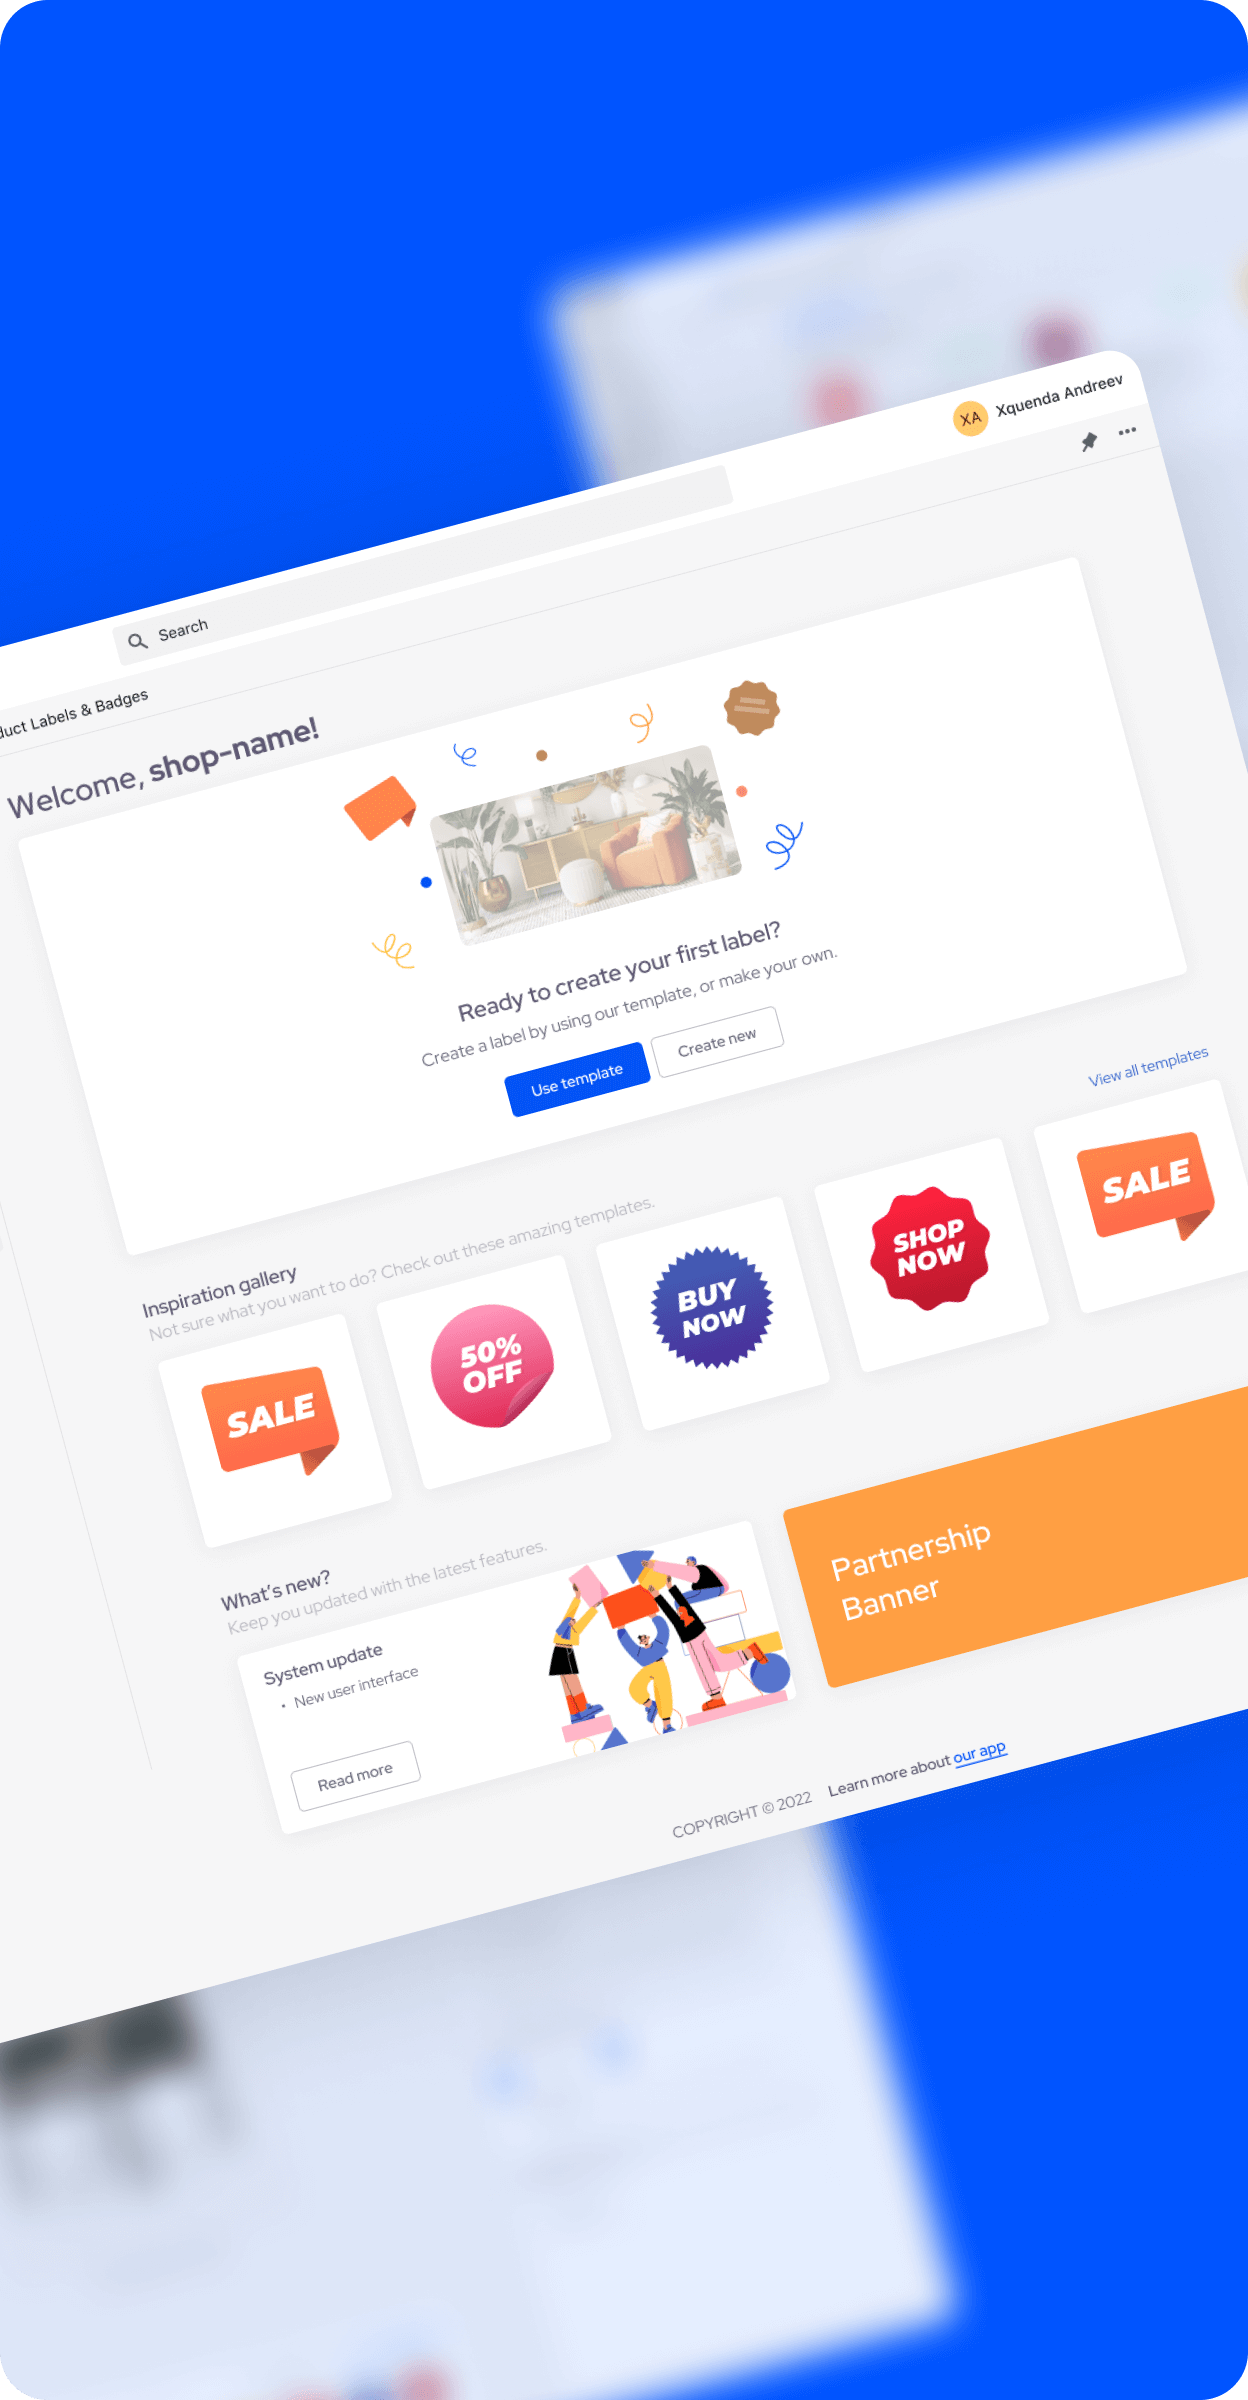 XA Xquenda Andreev
Search
duct Labels & Badges
Welcome, shop-name!
Ready to create your first label?
Create a label by using our template, or make your own.
Use template
Create new
View all templates
Inspiration gallery
Not sure what you want to do? Check out these amazing templates.
SALE
50%
OFF
BUY
NOW
SHOP
NOW
SALE
What's new?
Keep you updated with the latest features.
System update
• New user interface
Read more
Partnership
Banner
COPYRIGHT © 2022 Learn more about our app